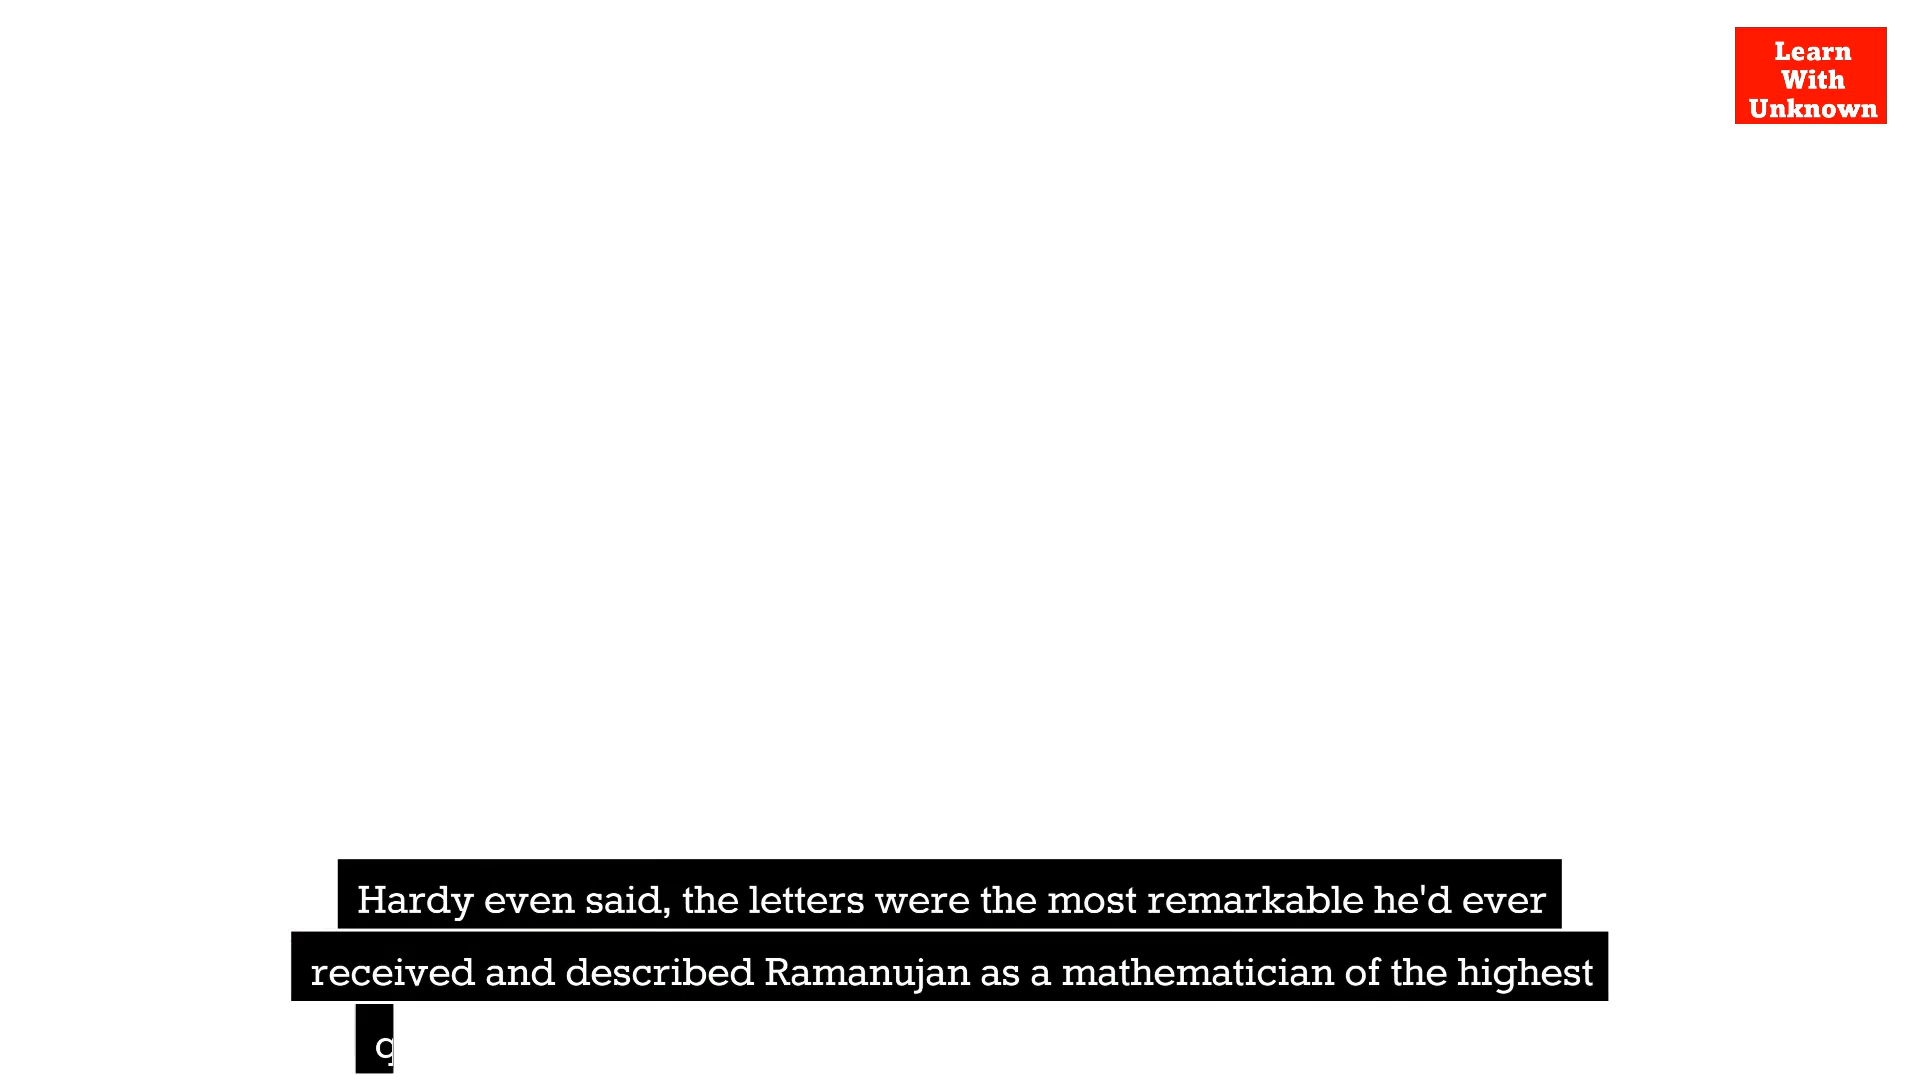 Learn
With
Unknown
Hardy even said, the letters were the most remarkable he'd ever
received and described Ramanujan as a mathematician of the highest